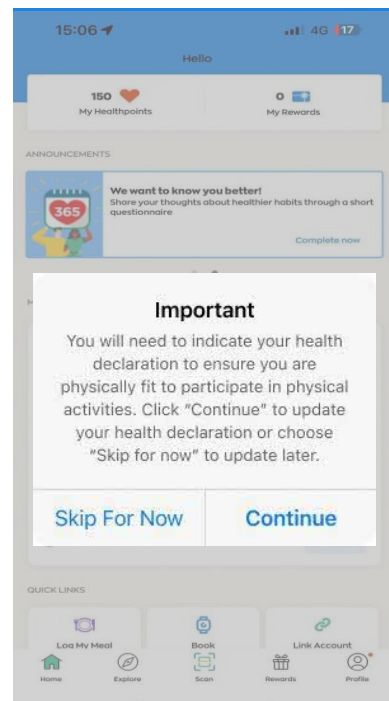 15:06
4G 17
Hello
150
My Healthpoints
0
My Rewards
ANNOUNCEMENTS
365
We want to know you better!
Share your thoughts about healthier habits through a short
questionnaire
Complete now
Important
You will need to indicate your health
declaration to ensure you are
physically fit to participate in physical
activities. Click "Continue" to update
your health declaration or choose
"Skip for now" to update later.
Skip For Now
Continue
QUICK LINKS
Log My Meal
Book
Link Account
Home
Explore
Scan
Rewards
Profile